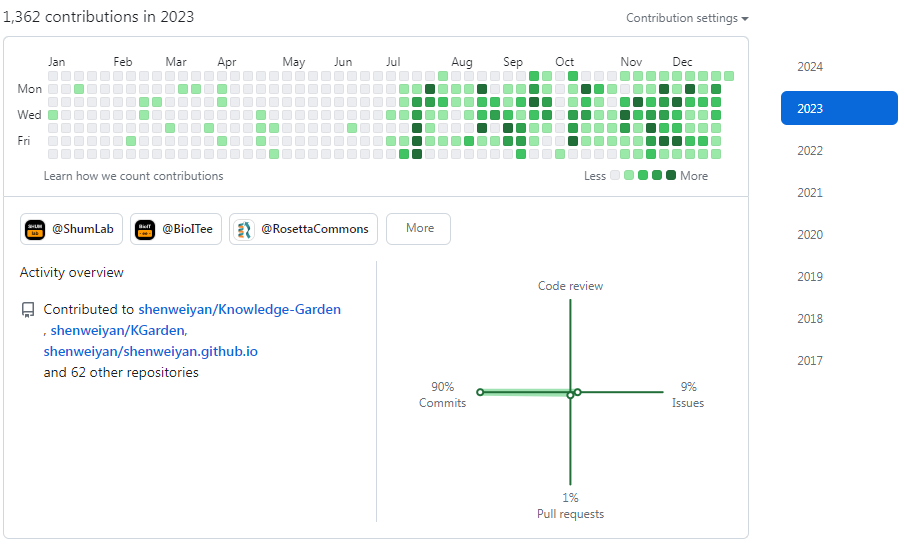 1,362 contributions in 2023
Contribution settings
Jan Feb Mar Apr May Jun Jul Aug Sep Oct Nov Dec
Mon
Wed
Fri
Learn how we count contributions
Less More
2024
2023
2022
2021
2020
2019
2018
2017
SHUM
lab
@ShumLab
BioIT
@BioITee
@RosettaCommons
More
Activity overview
Contributed to shenweiyan/Knowledge-Garden
, shenweiyan/KGarden,
shenweiyan/shenweiyan.github.io
and 62 other repositories
Code review
90%
Commits
9%
Issues
1%
Pull requests